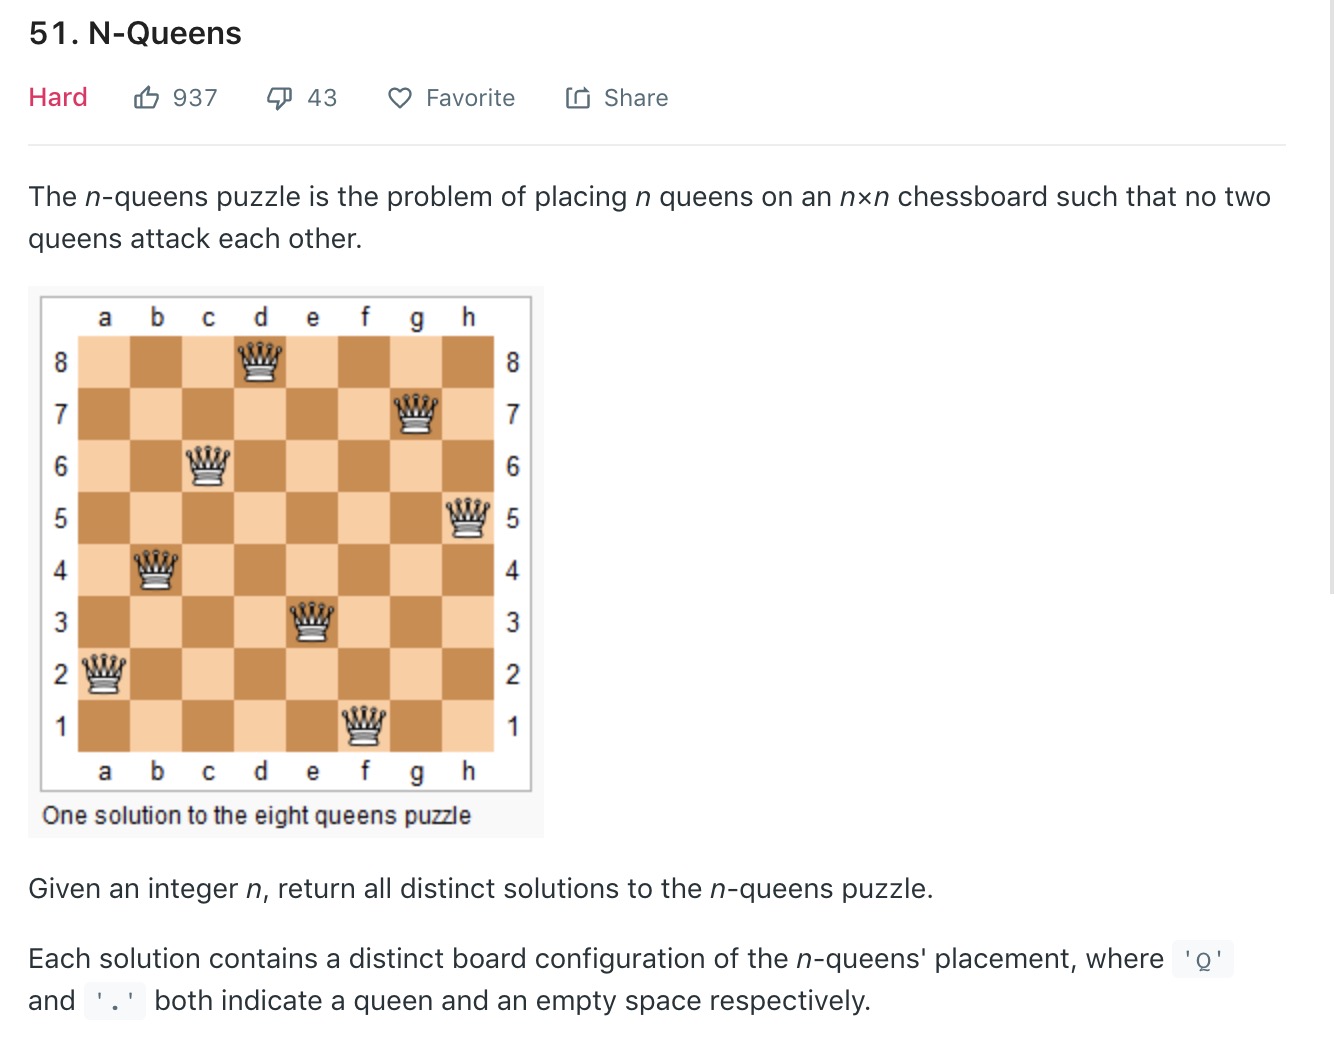 51. N-Queens
Hard 937 43 Favorite Share
The n-queens puzzle is the problem of placing n queens on an n×n chessboard such that no two
queens attack each other.
a b c d e f g h
8 8
7 7
6 6
5 5
4 4
3 3
2 2
1 1
a b c d e f g h
One solution to the eight queens puzzle
Given an integer n, return all distinct solutions to the n-queens puzzle.
Each solution contains a distinct board configuration of the n-queens' placement, where 'Q'
and '.' both indicate a queen and an empty space respectively.